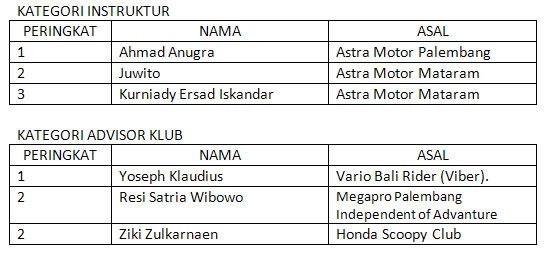 KATEGORI INSTRUKTUR
PERINGKAT NAMA ASAL
1 Ahmad Anugra Astra Motor Palembang
2 Juwito Astra Motor Mataram
3 Kurniady Ersad Iskandar Astra Motor Mataram
KATEGORI ADVISOR KLUB
PERINGKAT NAMA ASAL
1 Yoseph Klaudius Vario Bali Rider (Viber).
2 Resi Satria Wibowo Megapro Palembang
Independent of Advanture
2 Ziki Zulkarnaen Honda Scoopy Club